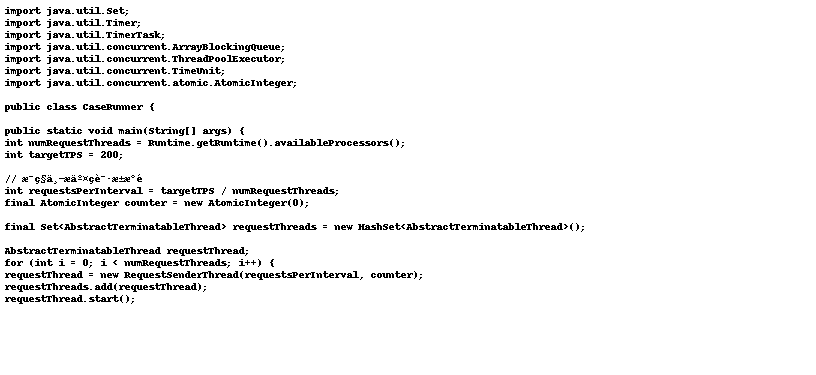 import java.util.Set;
import java.util.Timer;
import java.util.TimerTask;
import java.util.concurrent.ArrayBlockingQueue;
import java.util.concurrent.ThreadPoolExecutor;
import java.util.concurrent.TimeUnit;
import java.util.concurrent.atomic.AtomicInteger;
public class CaseRunner {
public static void main(String[] args) {
int numRequestThreads = Runtime.getRuntime().availableProcessors();
int targetTPS = 200;
//
int requestsPerInterval = targetTPS / numRequestThreads;
final AtomicInteger counter = new AtomicInteger(0);
final Set<AbstractTerminatableThread> requestThreads = new HashSet<AbstractTerminatableThread>();
AbstractTerminatableThread requestThread;
for (int i = 0; i < numRequestThreads; i++) {
requestThread = new RequestSenderThread(requestsPerInterval, counter);
requestThreads.add(requestThread);
requestThread.start();